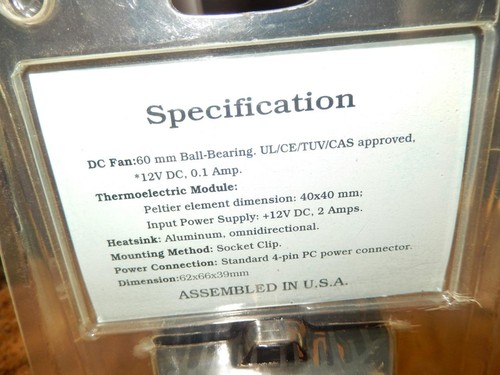 Specification
DC Fan:60 mm Ball-Bearing. UL/CE/TUV/CAS approved,
*12V DC, 0.1 Amp.
Thermoelectric Module:
Peltier element dimension: 40x40 mm;
Input Power Supply: +12V DC, 2 Amps.
Heatsink: Aluminum, omnidirectional.
Mounting Method: Socket Clip.
Power Connection: Standard 4-pin PC power connector.
Dimension:62x66x39mm
ASSEMBLED IN U.S.A.